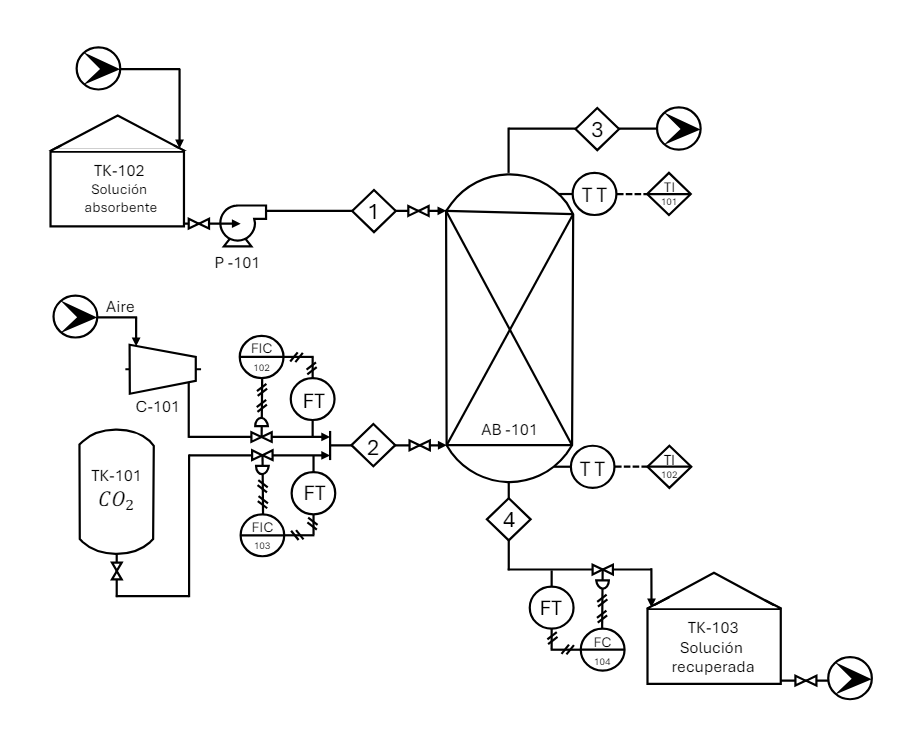 TK-102
Solución
absorbente
P -101
1
3
TT
TI
101
Aire
C-101
FIC
102
FT
2
TK-101
CO₂
FT
FIC
103
AB -101
TT
TI
102
4
FT
FC
104
TK-103
Solución
recuperada